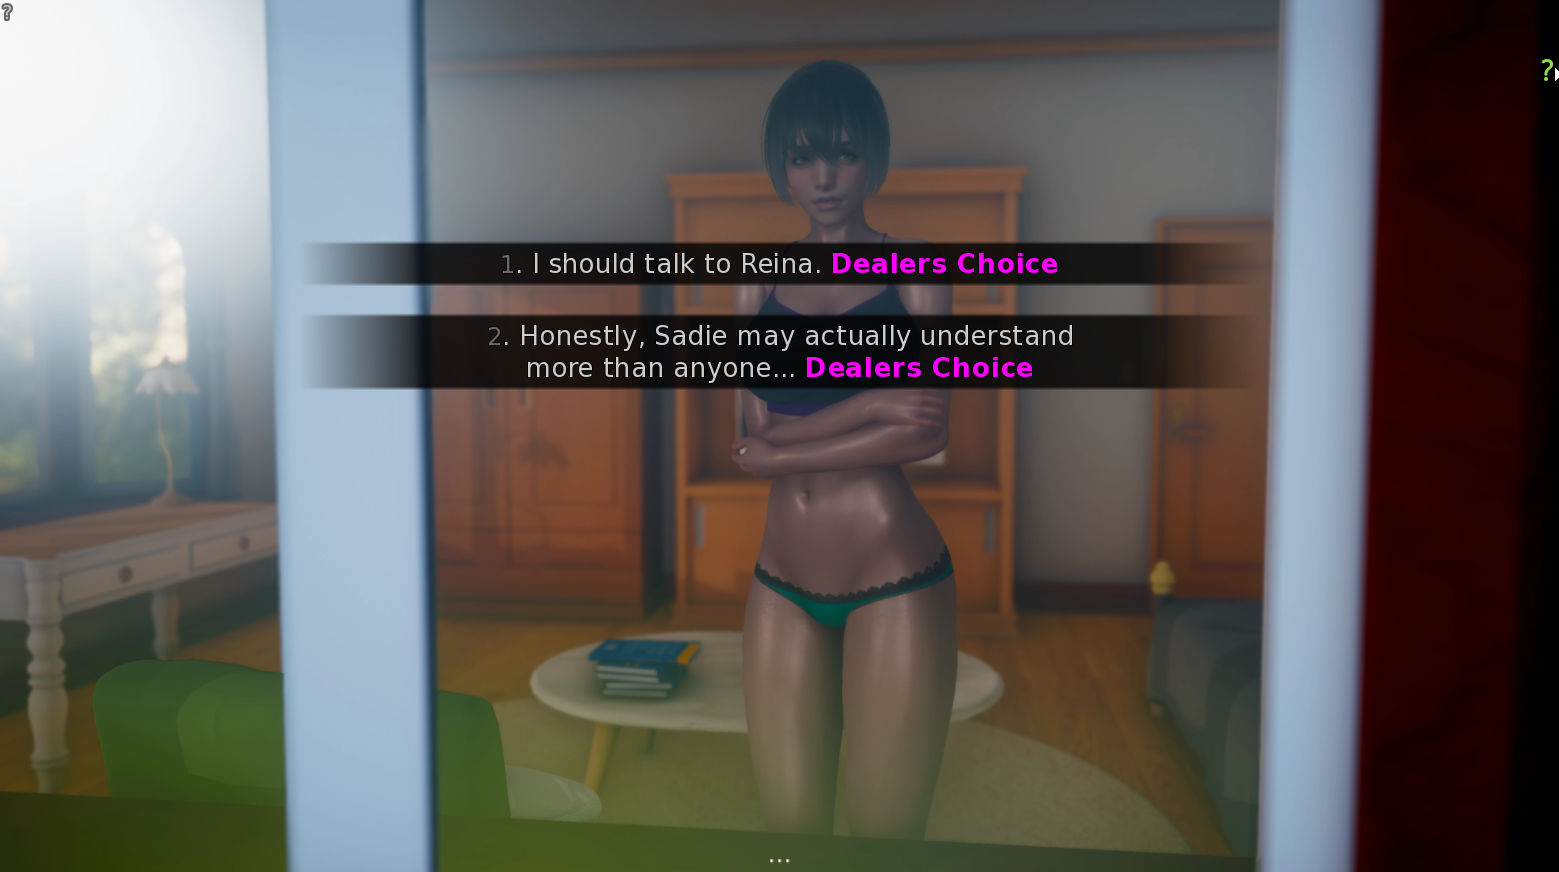 ?
?
1. I should talk to Reina. Dealers Choice
2. Honestly, Sadie may actually understand
more than anyone... Dealers Choice
...